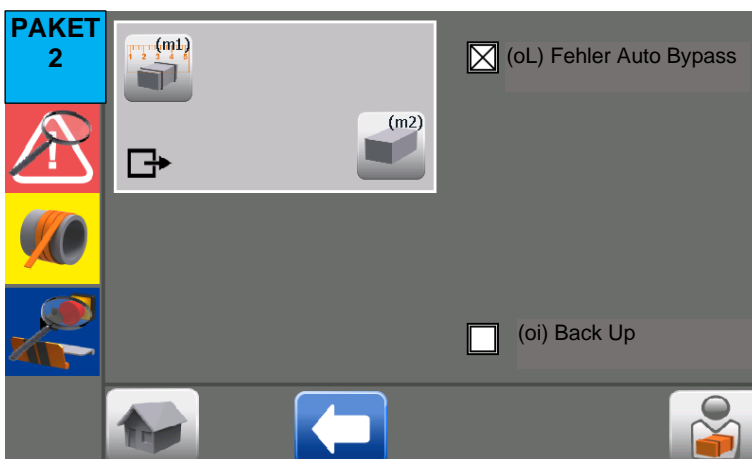 PAKET
2
(m1)
1 2 3 4 5
(m2)
(oL) Fehler Auto Bypass
(oi) Back Up